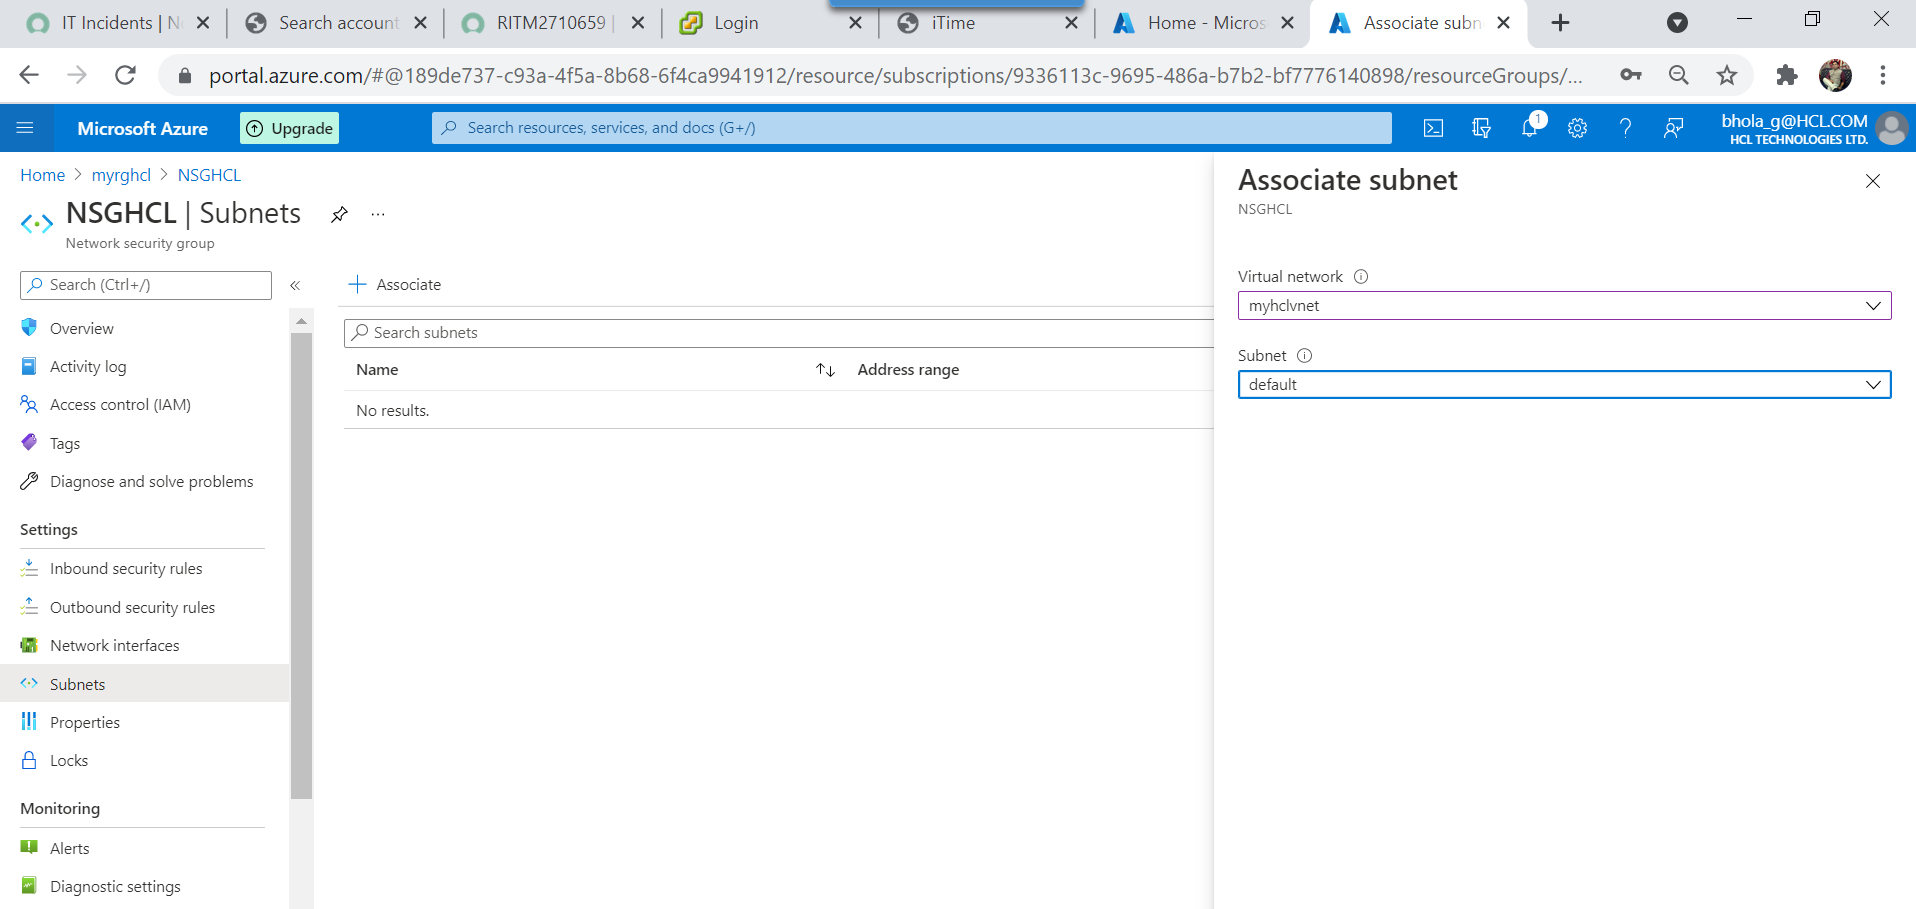 IT Incidents | N
Search account
RITM2710659 |
Login
iTime
Home - Micros
Associate subn
portal.azure.com/#@189de737-c93a-4f5a-8b68-6f4ca9941912/resource/subscriptions/9336113c-9695-486a-b7b2-bf7776140898/resourceGroups/...
Microsoft Azure
Upgrade
Search resources, services, and docs (G+/)
1
bhola_g@HCL.COM
HCL TECHNOLOGIES LTD.
Home > myrghcl > NSGHCL
NSGHCL | Subnets
...
Network security group
Search (Ctrl+/)
«
Overview
Activity log
Access control (IAM)
Tags
Diagnose and solve problems
Settings
Inbound security rules
Outbound security rules
Network interfaces
Subnets
Properties
Locks
Monitoring
Alerts
Diagnostic settings
Associate
Search subnets
Name
Address range
No results.
Associate subnet
NSGHCL
Virtual network
myhclvnet
Subnet
default